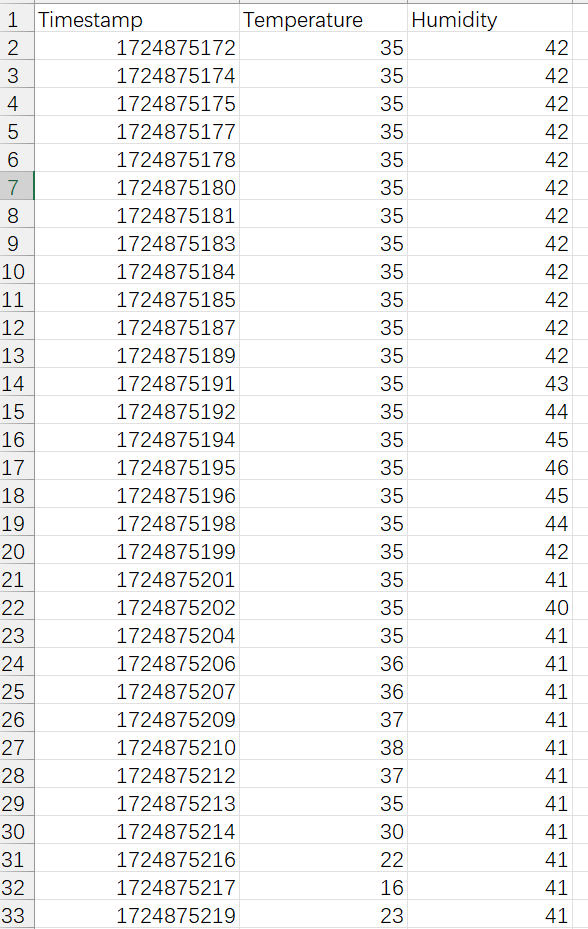 1 Timestamp Temperature Humidity
2 1724875172 35 42
3 1724875174 35 42
4 1724875175 35 42
5 1724875177 35 42
6 1724875178 35 42
7 1724875180 35 42
8 1724875181 35 42
9 1724875183 35 42
10 1724875184 35 42
11 1724875185 35 42
12 1724875187 35 42
13 1724875189 35 42
14 1724875191 35 43
15 1724875192 35 44
16 1724875194 35 45
17 1724875195 35 46
18 1724875196 35 45
19 1724875198 35 44
20 1724875199 35 42
21 1724875201 35 41
22 1724875202 35 40
23 1724875204 35 41
24 1724875206 36 41
25 1724875207 36 41
26 1724875209 37 41
27 1724875210 38 41
28 1724875212 37 41
29 1724875213 35 41
30 1724875214 30 41
31 1724875216 22 41
32 1724875217 16 41
33 1724875219 23 41